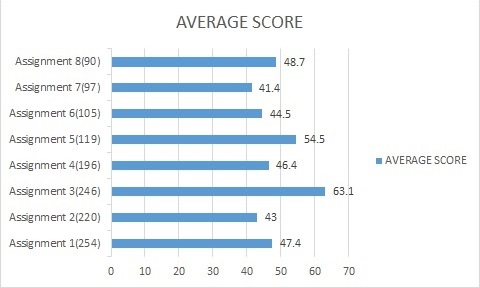 AVERAGE SCORE
Assignment 8(90) 48.7
Assignment 7(97) 41.4
Assignment 6(105) 44.5
Assignment 5(119) 54.5
Assignment 4(196) 46.4
Assignment 3(246) 63.1
Assignment 2(220) 43
Assignment 1(254) 47.4
AVERAGE SCORE
0 10 20 30 40 50 60 70